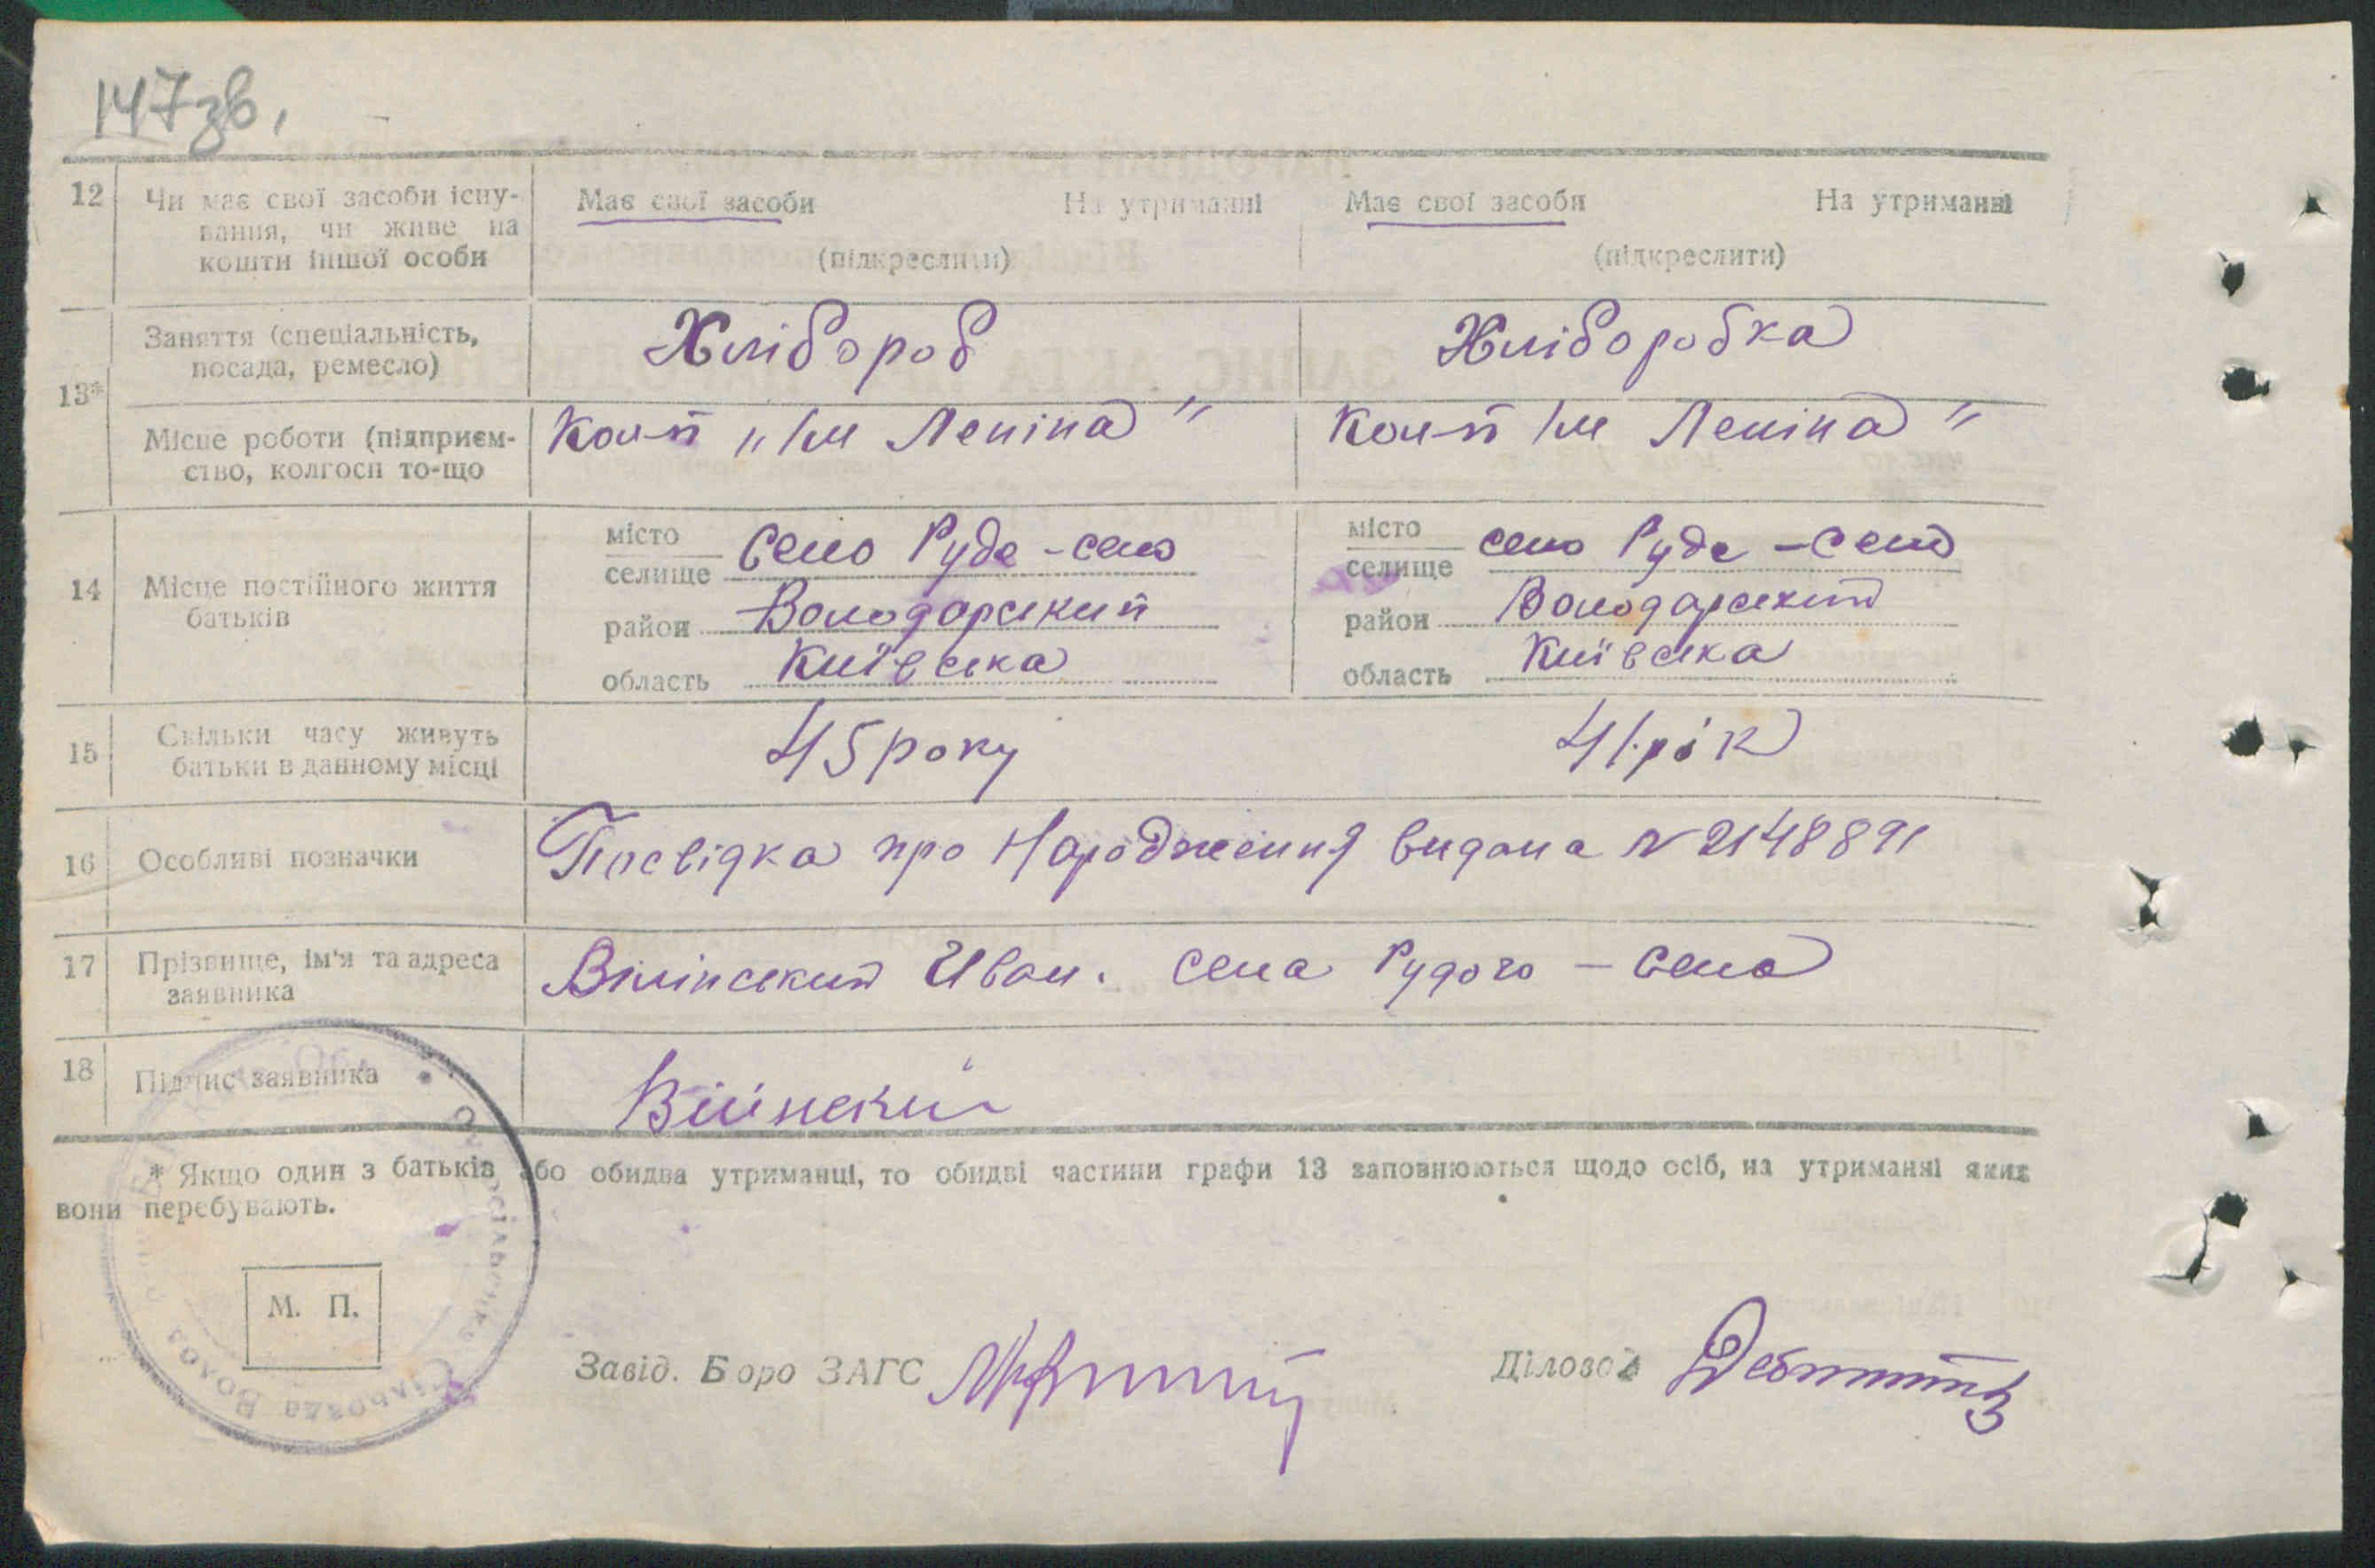 147 зв.
12 Чи має свої засоби існу- Має свої засоби На утриманні Має свої засоби На утриманні
вання, чи живе на
кошти іншої особи (підкреслити) (підкреслити)
Заняття (спеціальність, Хлібороб Хліборобка
посада, ремесло)
13*
Місце роботи (підприєм- Кол-п „Ім Леніна" Кол-п Ім Леніна"
ство, колгосп то-що
місто Село Руде-село місто село Руде-село
селище селище
14 Місце постійного життя
батьків
район Володарський район Володарський
область Київська область Київська
15 Скільки часу живуть 45 року 41 рік
батьки в данному місці
16 Особливі позначки Посвідка про Народження видана № 2148891
17 Прізвище, ім'я та адреса Вілінський Иван. села Рудого-Села
заявника
18 Підпис заявника
* Якщо один з батьків або обидва утриманці, то обидві частини графи 13 заповнюються щодо осіб, на утриманні яких
вони перебувають.
М. П.
Завід. Бюро ЗАГС Діловод